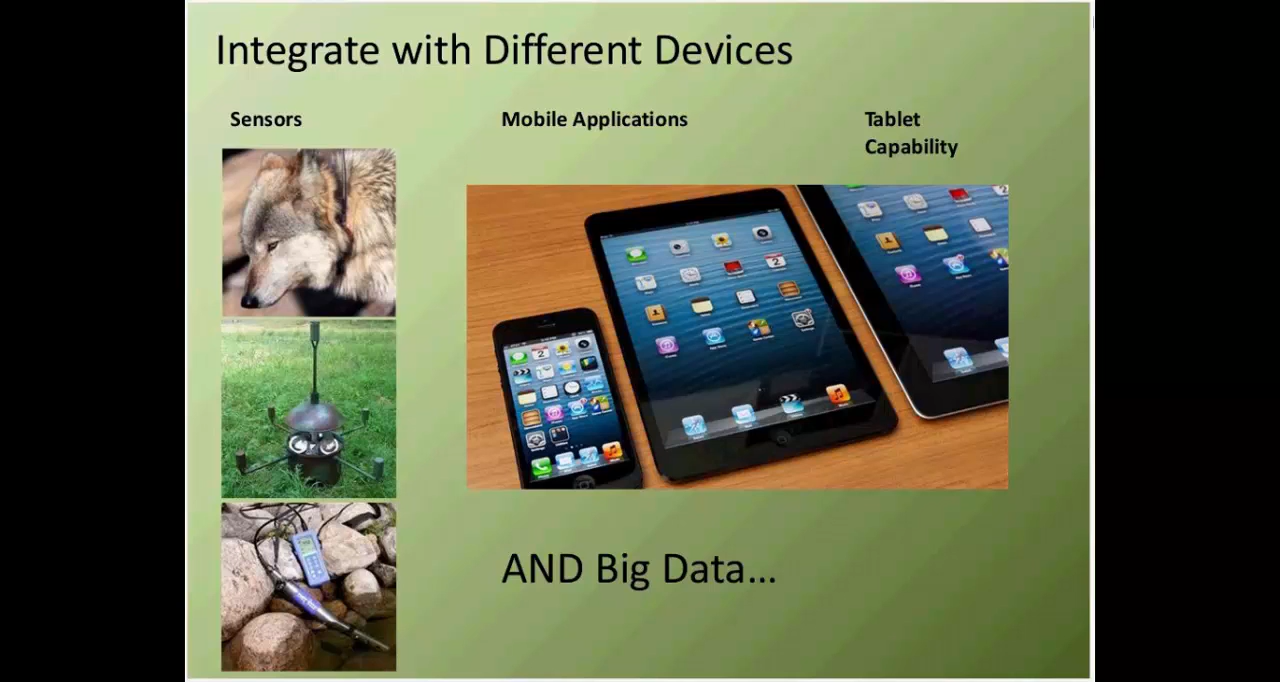 Integrate with Different Devices
Sensors
Mobile Applications
Tablet
Capability
AND Big Data...